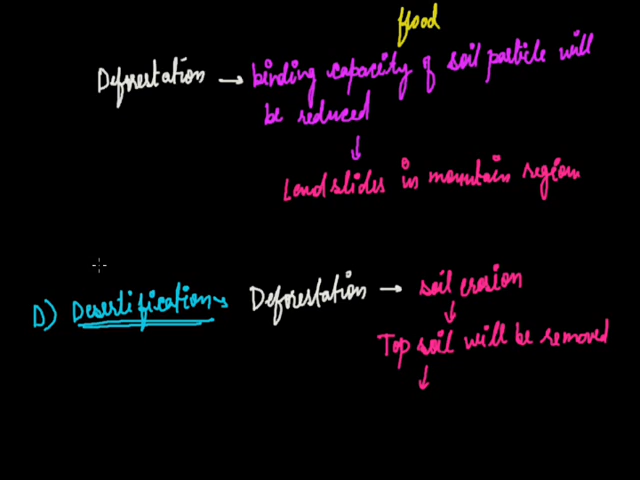 flood
Deforestation → binding capacity of soil particle will
be reduced
↓
Landslides in mountain region
D) Desertification → Deforestation → soil erosion
↓
Top soil will be removed
↓